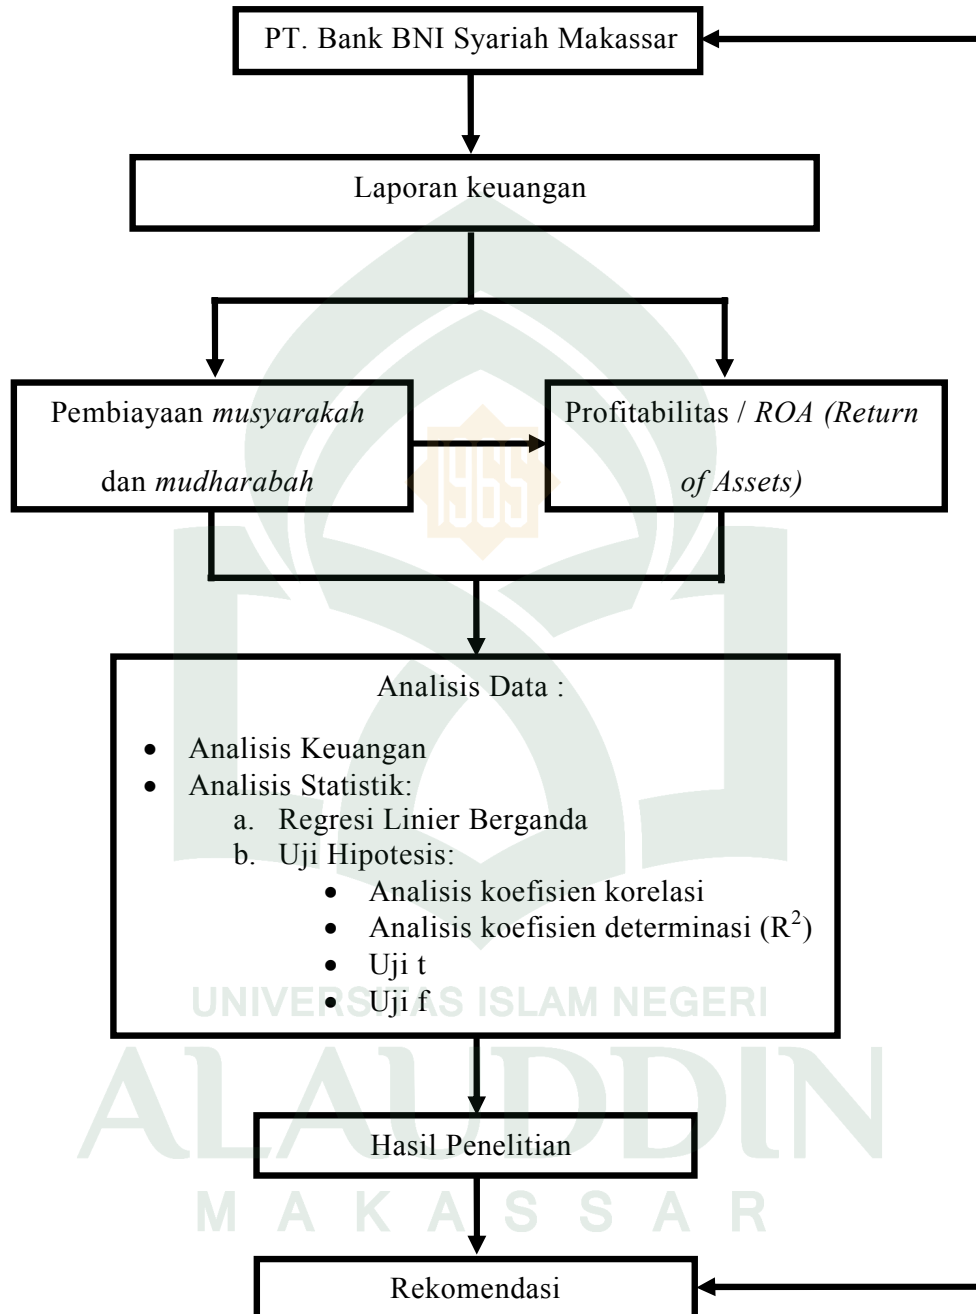 PT. Bank BNI Syariah Makassar
Laporan keuangan
Pembiayaan musyarakah
dan mudharabah
Profitabilitas / ROA (Return
of Assets)
1965
Analisis Data :
• Analisis Keuangan
• Analisis Statistik:
a. Regresi Linier Berganda
b. Uji Hipotesis:
• Analisis koefisien korelasi
• Analisis koefisien determinasi (R²)
• Uji t
• Uji f
UNIVERSITAS ISLAM NEGERI
ALAUDDIN
Hasil Penelitian
MAKASSAR
Rekomendasi